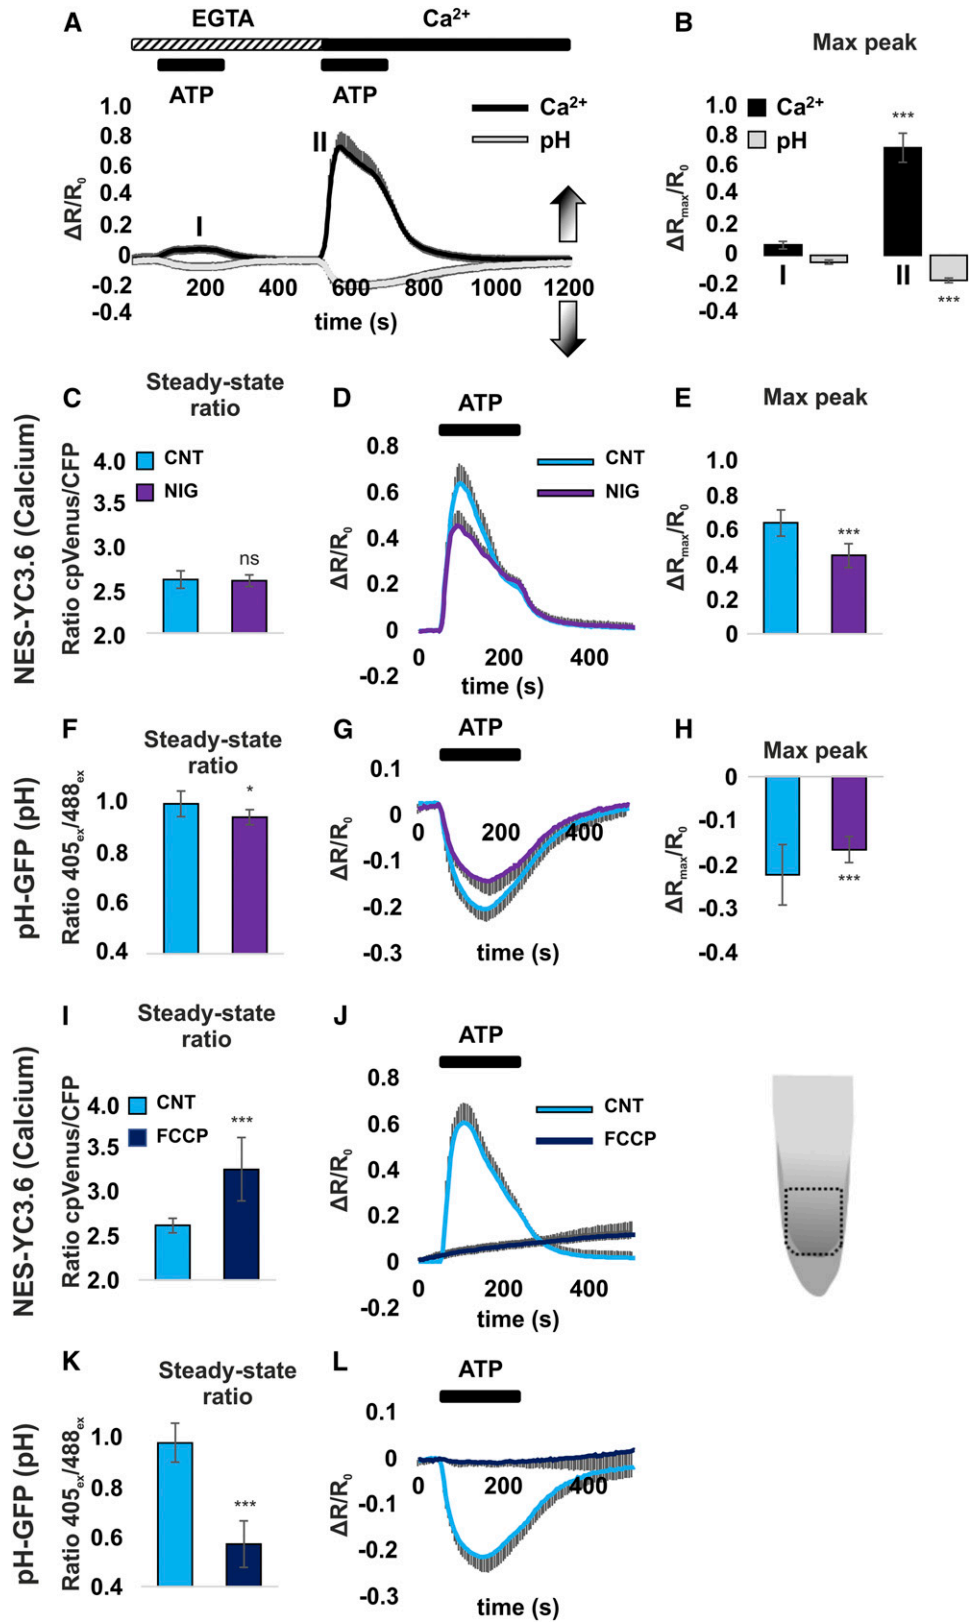 A
EGTA
Ca²⁺
ATP
ATP
1.0
0.8
0.6
0.4
0.2
0
-0.2
-0.4
ΔR/R₀
I
II
Ca²⁺
pH
200 400 600 800 1000 1200
time (s)
B
Max peak
1.0
0.8
0.6
0.4
0.2
0
-0.2
-0.4
ΔRmax/R₀
Ca²⁺
pH
***
I
II
***
NES-YC3.6 (Calcium)
C
Steady-state
ratio
Ratio cpVenus/CFP
4.0
3.5
3.0
2.5
2.0
CNT
NIG
ns
D
ATP
0.8
0.6
0.4
0.2
0
-0.2
ΔR/R₀
CNT
NIG
0 200 400
time (s)
E
Max peak
1.0
0.8
0.6
0.4
0.2
0
ΔRmax/R₀
***
pH-GFP (pH)
F
Steady-state
ratio
Ratio 405ex/488ex
1.0
0.8
0.6
0.4
*
G
ATP
0.1
0
-0.1
-0.2
-0.3
ΔR/R₀
0 200 400
time (s)
H
Max peak
0
-0.1
-0.2
-0.3
-0.4
ΔRmax/R₀
***
NES-YC3.6 (Calcium)
I
Steady-state
ratio
Ratio cpVenus/CFP
4.0
3.5
3.0
2.5
2.0
CNT
FCCP
***
J
ATP
0.8
0.6
0.4
0.2
0
-0.2
ΔR/R₀
CNT
FCCP
0 200 400
time (s)
pH-GFP (pH)
K
Steady-state
ratio
Ratio 405ex/488ex
1.0
0.8
0.6
0.4
***
L
ATP
0.1
0
-0.1
-0.2
-0.3
ΔR/R₀
0 200 400
time (s)